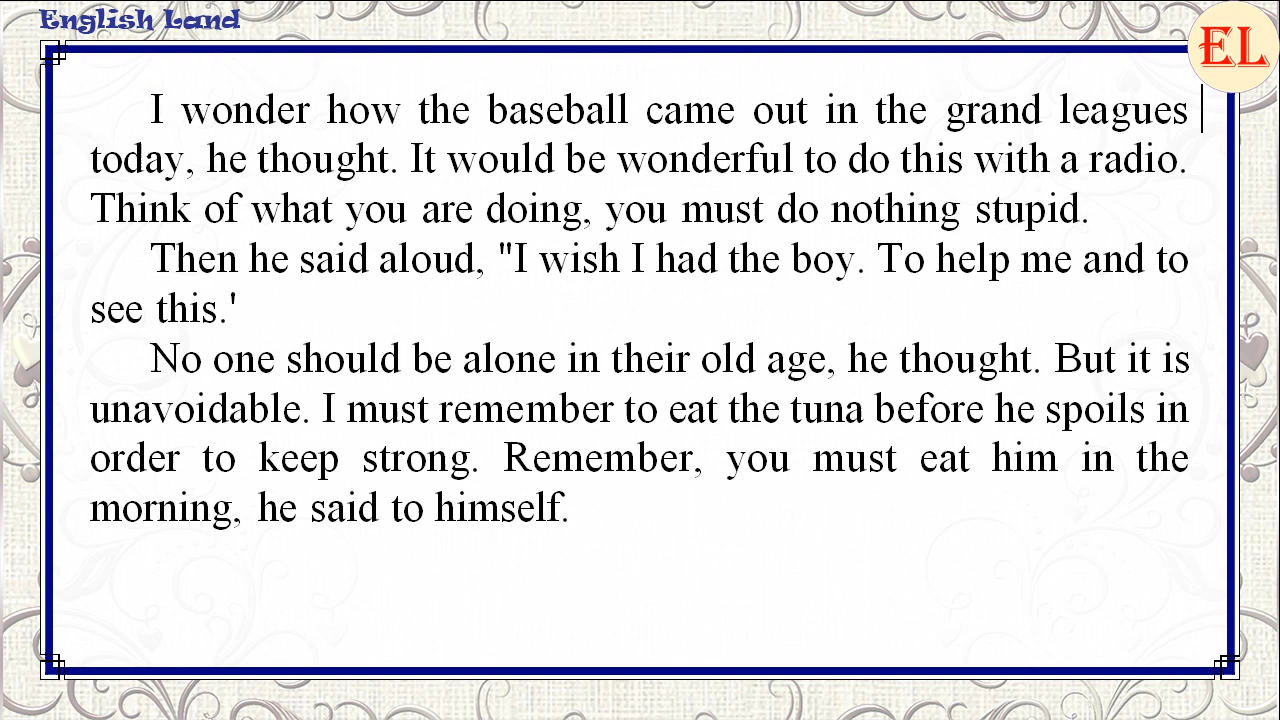 English Land
EL
I wonder how the baseball came out in the grand leagues
today, he thought. It would be wonderful to do this with a radio.
Think of what you are doing, you must do nothing stupid.
Then he said aloud, "I wish I had the boy. To help me and to
see this.'
No one should be alone in their old age, he thought. But it is
unavoidable. I must remember to eat the tuna before he spoils in
order to keep strong. Remember, you must eat him in the
morning, he said to himself.